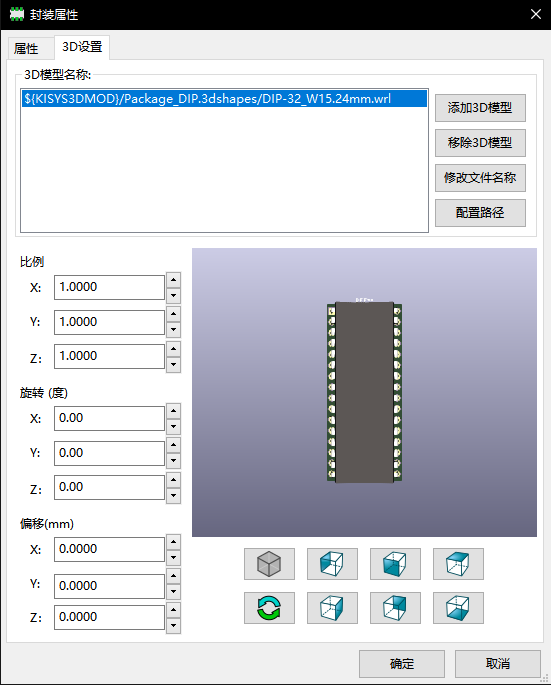 封装属性
属性
3D设置
3D模型名称:
${KISYS3DMOD}/Package_DIP.3dshapes/DIP-32_W15.24mm.wrl
添加3D模型
移除3D模型
修改文件名称
配置路径
比例
X: 1.0000
Y: 1.0000
Z: 1.0000
旋转 (度)
X: 0.00
Y: 0.00
Z: 0.00
偏移(mm)
X: 0.0000
Y: 0.0000
Z: 0.0000
确定
取消